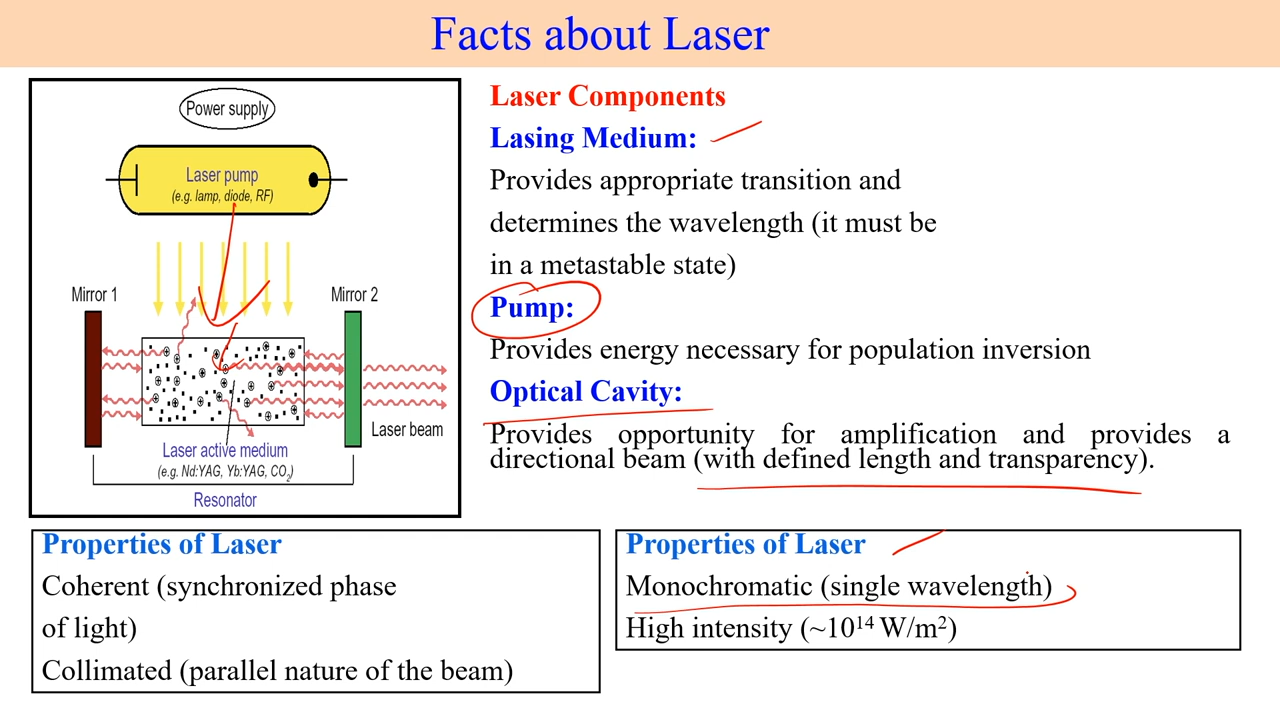 Facts about Laser
Power supply
Laser pump
(e.g. lamp, diode, RF)
Mirror 1
Mirror 2
Laser beam
Laser active medium
(e.g. Nd:YAG, Yb:YAG, CO2)
Resonator
Laser Components
Lasing Medium:
Provides appropriate transition and
determines the wavelength (it must be
in a metastable state)
Pump:
Provides energy necessary for population inversion
Optical Cavity:
Provides opportunity for amplification and provides a
directional beam (with defined length and transparency).
Properties of Laser
Coherent (synchronized phase
of light)
Collimated (parallel nature of the beam)
Properties of Laser
Monochromatic (single wavelength)
High intensity (~10¹⁴ W/m²)